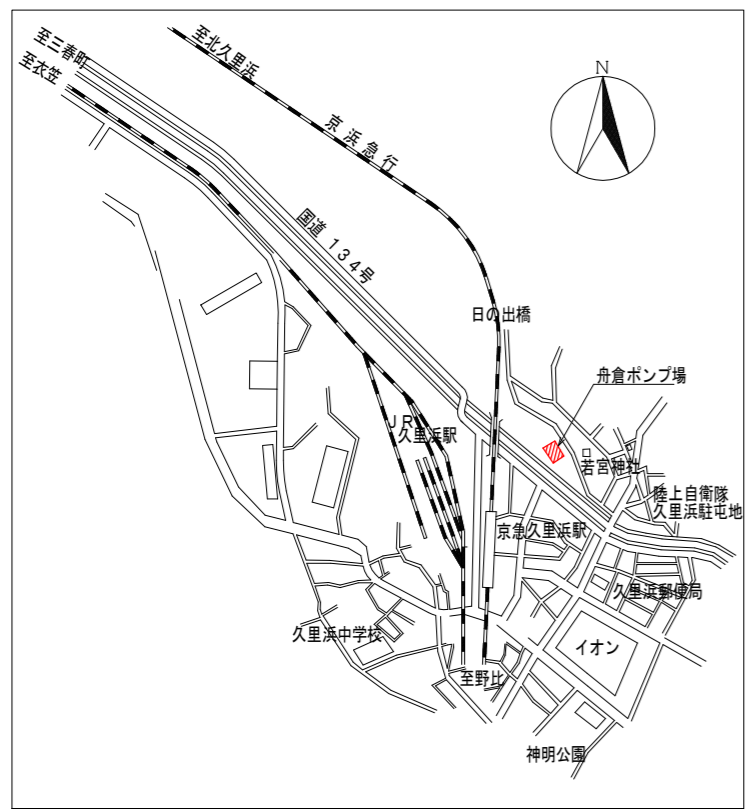 至北久里浜
至三春町
至衣笠
N
京浜急行
国道 134号
日の出橋
舟倉ポンプ場
JR
久里浜駅
若宮神社
陸上自衛隊
久里浜駐屯地
京急久里浜駅
久里浜郵便局
久里浜中学校
イオン
至野比
神明公園